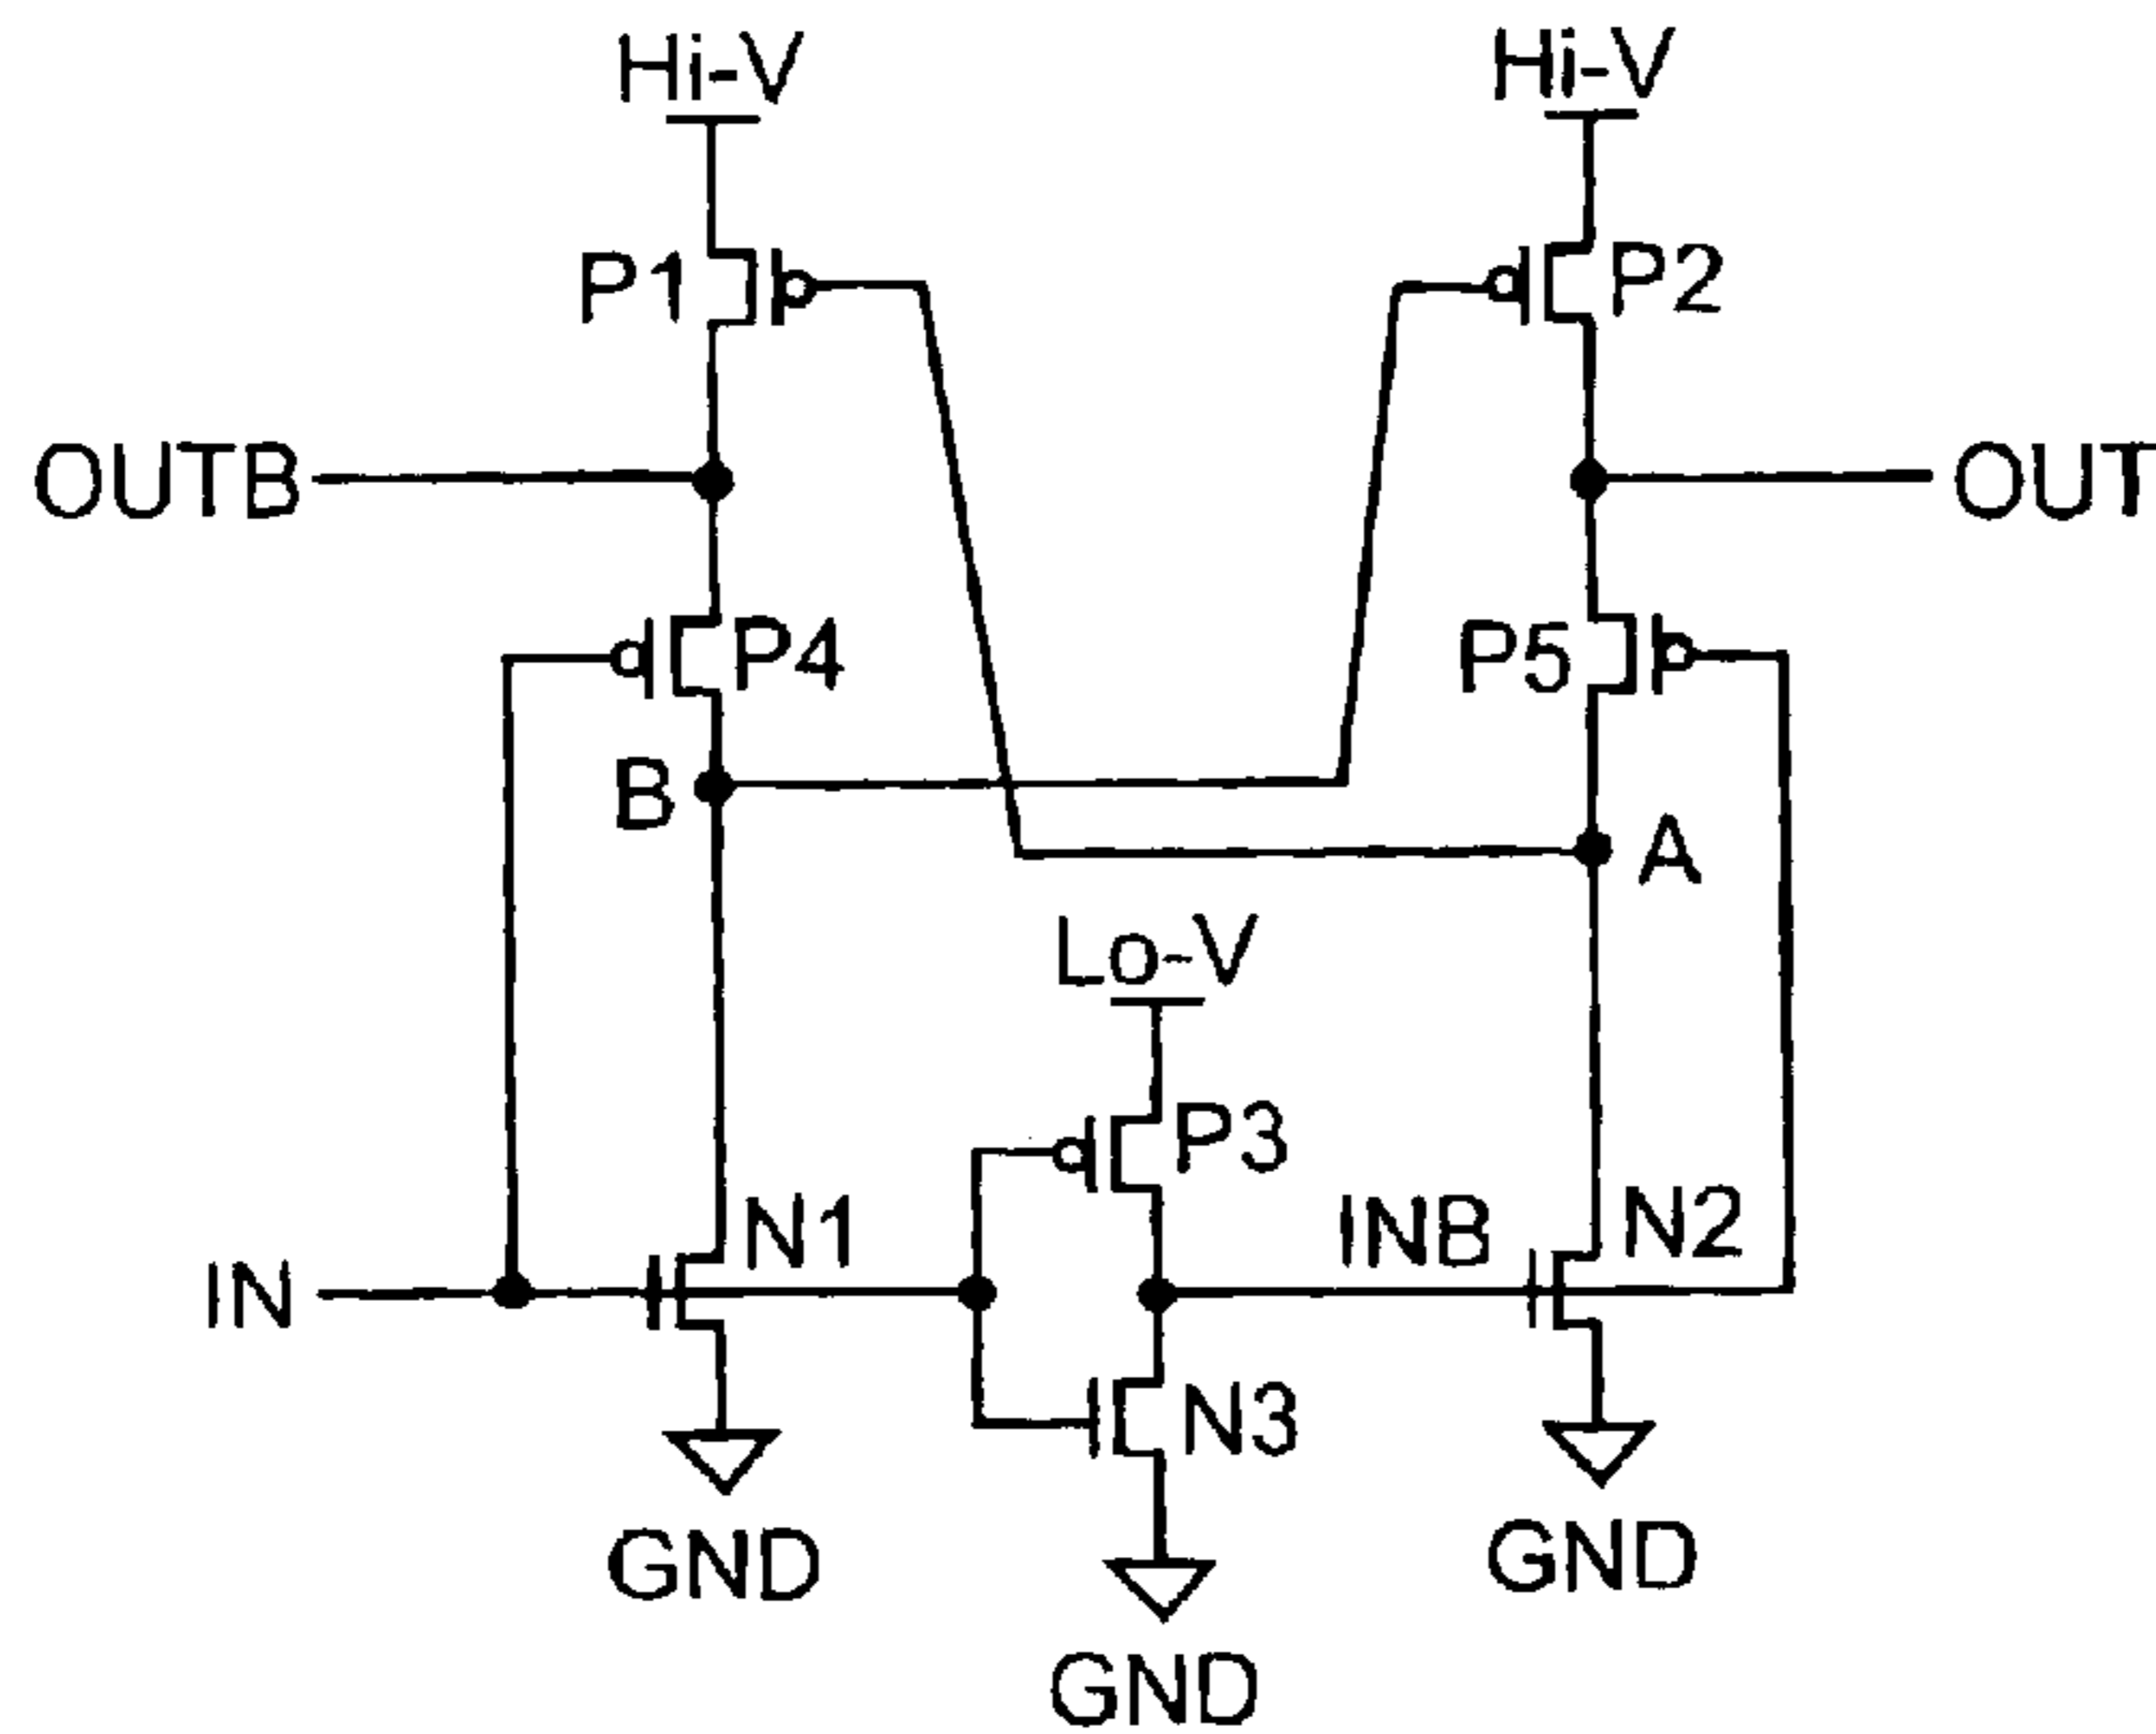 Hi-V
Hi-V
P1
P2
OUTB
OUT
P4
P5
B
A
Lo-V
P3
N1
INB
N2
IN
N3
GND
GND
GND